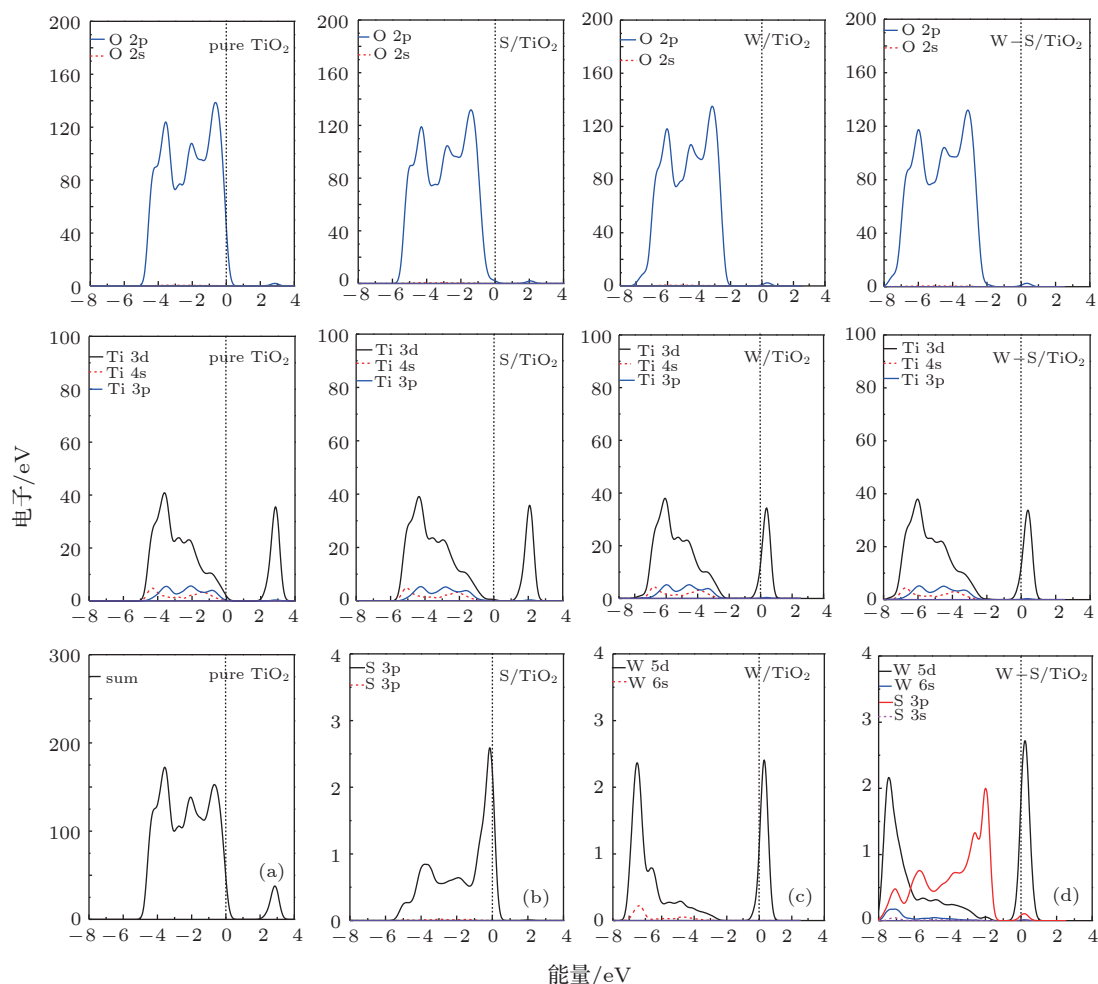 200
160
120
80
40
0
O 2p
O 2s
pure TiO₂
−8 −6 −4 −2 0 2 4
200
160
120
80
40
0
O 2p
O 2s
S/TiO₂
−8 −6 −4 −2 0 2 4
200
160
120
80
40
0
O 2p
O 2s
W/TiO₂
−8 −6 −4 −2 0 2 4
200
160
120
80
40
0
O 2p
O 2s
W−S/TiO₂
−8 −6 −4 −2 0 2 4
电子/eV
100
80
60
40
20
0
Ti 3d
Ti 4s
Ti 3p
pure TiO₂
−8 −6 −4 −2 0 2 4
100
80
60
40
20
0
Ti 3d
Ti 4s
Ti 3p
S/TiO₂
−8 −6 −4 −2 0 2 4
100
80
60
40
20
0
Ti 3d
Ti 4s
Ti 3p
W/TiO₂
−8 −6 −4 −2 0 2 4
100
80
60
40
20
0
Ti 3d
Ti 4s
Ti 3p
W−S/TiO₂
−8 −6 −4 −2 0 2 4
300
250
175
100
50
0
sum
pure TiO₂
(a)
−8 −6 −4 −2 0 2 4
4
3
2
1
0
S 3p
S 3p
S/TiO₂
(b)
−8 −6 −4 −2 0 2 4
4
3
2
1
0
W 5d
W 6s
W/TiO₂
(c)
−8 −6 −4 −2 0 2 4
4
3
2
1
0
W 5d
W 6s
S 3p
S 3s
W−S/TiO₂
(d)
−8 −6 −4 −2 0 2 4
能量/eV